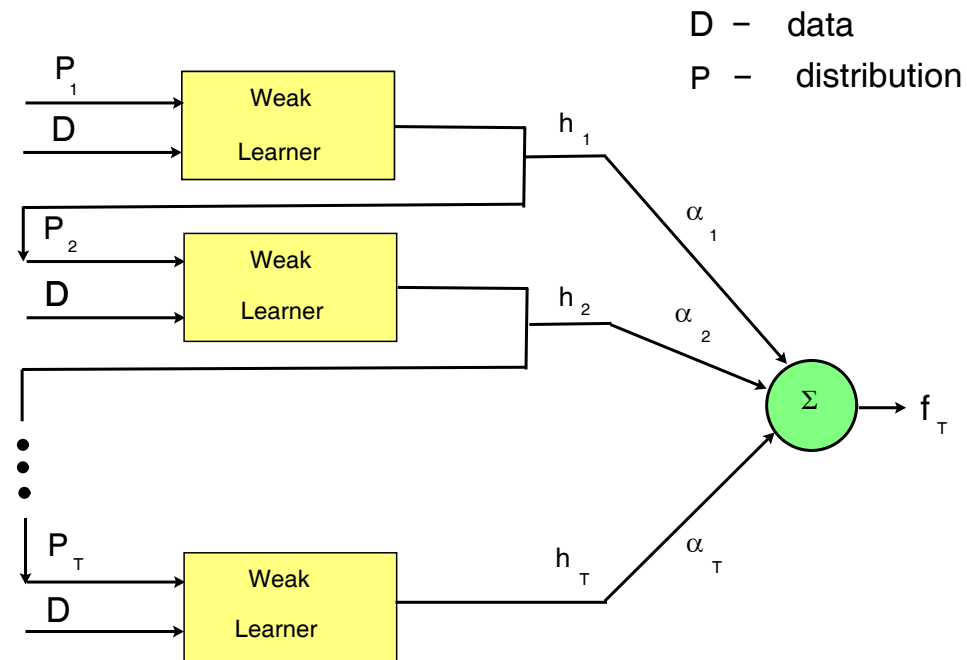 D – data
P – distribution
P1
D
Weak
Learner
h1
α1
P2
D
Weak
Learner
h2
α2
Σ
fT
PT
D
Weak
Learner
hT
αT